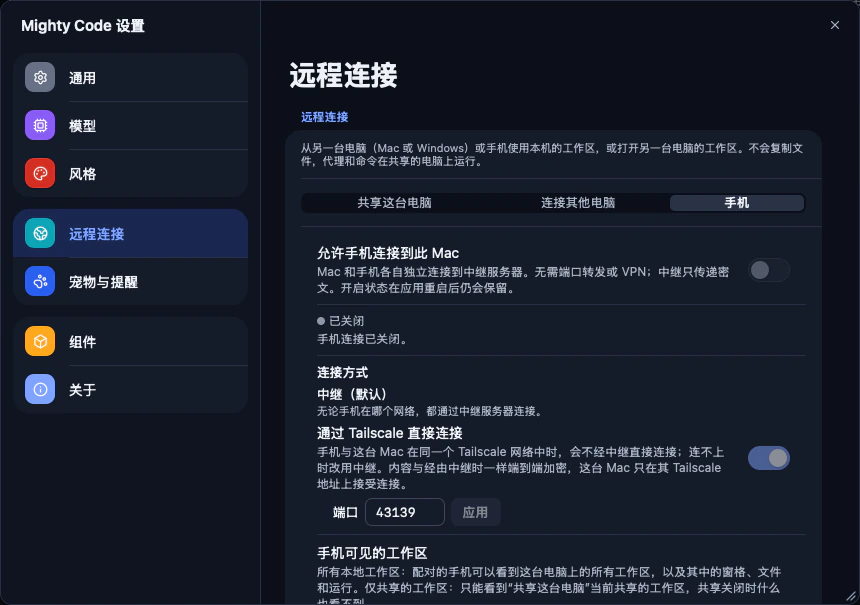 Mighty Code 设置
通用
模型
风格
远程连接
宠物与提醒
组件
关于
远程连接
远程连接
从另一台电脑（Mac 或 Windows）或手机使用本机的工作区，或打开另一台电脑的工作区。不会复制文
件，代理和命令在共享的电脑上运行。
共享这台电脑
连接其他电脑
手机
允许手机连接到此 Mac
Mac 和手机各自独立连接到中继服务器。无需端口转发或 VPN；中继只传递密
文。开启状态在应用重启后仍会保留。
已关闭
手机连接已关闭。
连接方式
中继（默认）
无论手机在哪个网络，都通过中继服务器连接。
通过 Tailscale 直接连接
手机与这台 Mac 在同一个 Tailscale 网络中时，会不经中继直接连接；连不上
时改用中继。内容与经由中继时一样端到端加密，这台 Mac 只在其 Tailscale
地址上接受连接。
端口
43139
应用
手机可见的工作区
所有本地工作区：配对的手机可以看到这台电脑上的所有工作区，以及其中的窗格、文件
和运行。仅共享的工作区：只能看到“共享这台电脑”当前共享的工作区，共享关闭时什么
也看不到。